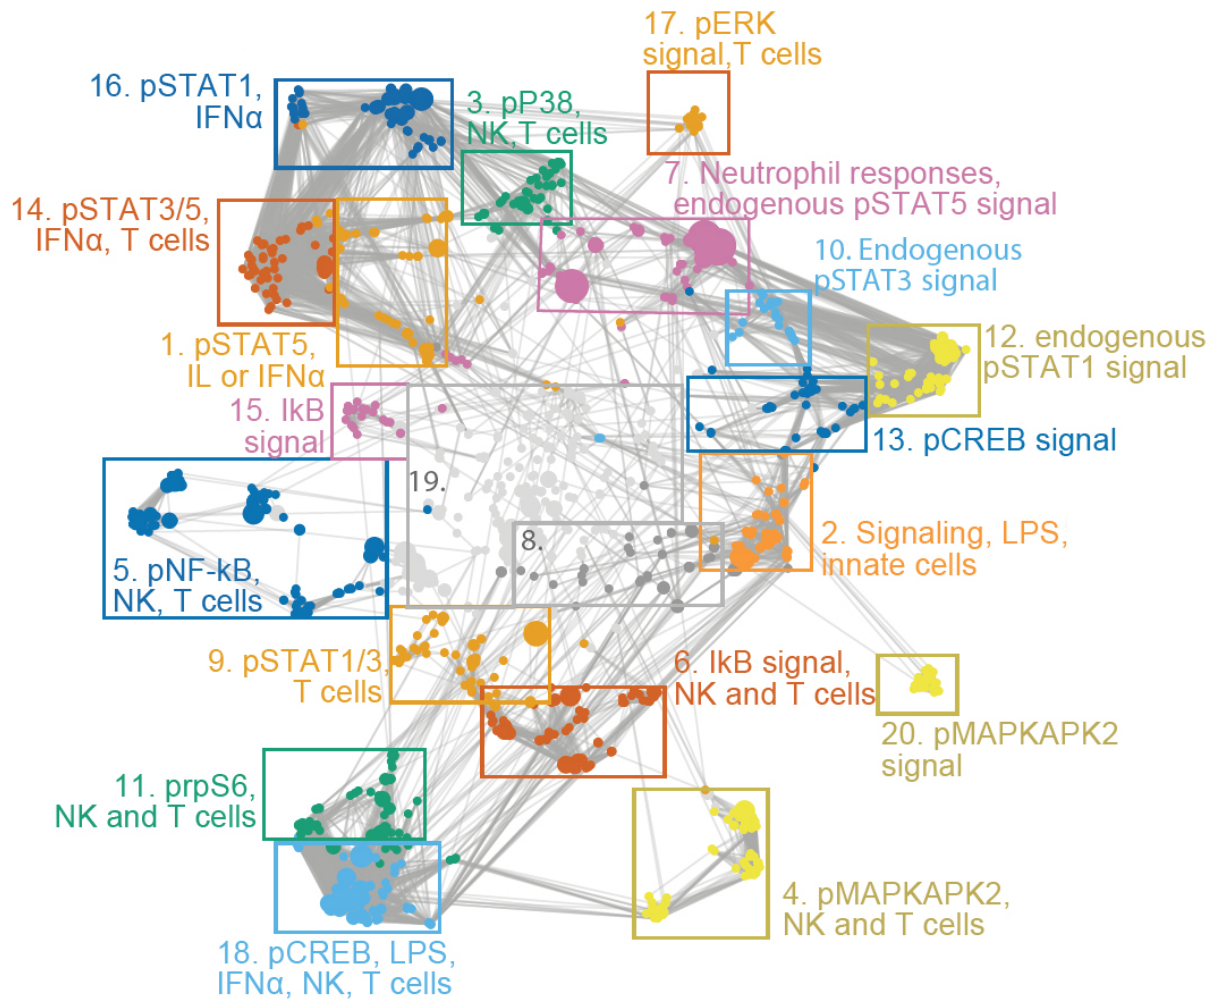 17. pERK
signal,T cells
16. pSTAT1,
IFNα
3. pP38,
NK,T cells
7. Neutrophil responses,
endogenous pSTAT5 signal
14. pSTAT3/5,
IFNα, T cells
10. Endogenous
pSTAT3 signal
12. endogenous
pSTAT1 signal
1. pSTAT5,
IL or IFNα
15. IkB
signal
13. pCREB signal
19.
8.
2. Signaling, LPS,
innate cells
5. pNF-kB,
NK, T cells
9. pSTAT1/3,
T cells
6. IkB signal,
NK and T cells
20. pMAPKAPK2
signal
11. prpS6,
NK and T cells
4. pMAPKAPK2,
NK and T cells
18. pCREB, LPS,
IFNα, NK, T cells